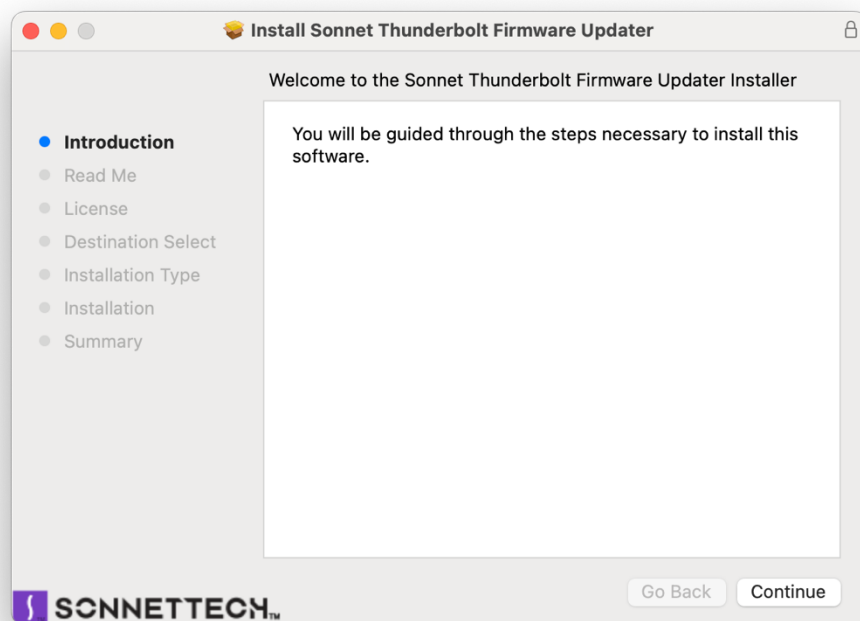 Install Sonnet Thunderbolt Firmware Updater
Welcome to the Sonnet Thunderbolt Firmware Updater Installer
Introduction
Read Me
License
Destination Select
Installation Type
Installation
Summary
You will be guided through the steps necessary to install this
software.
SONNETTECH™
Go Back
Continue